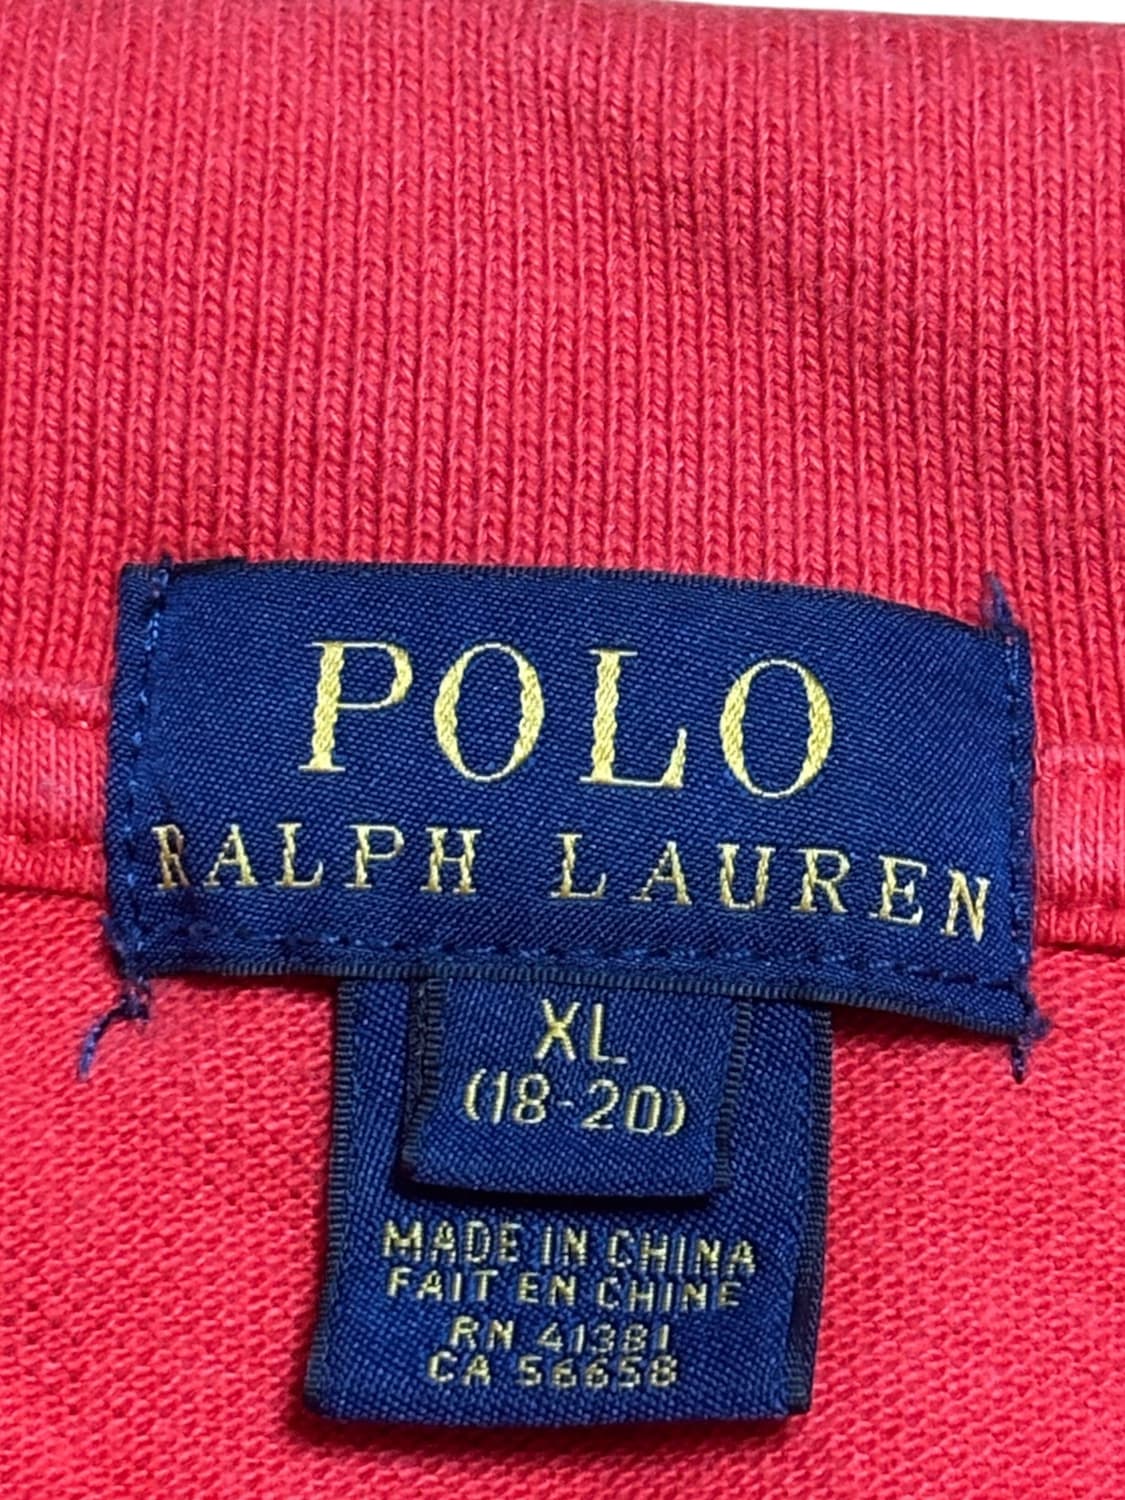 POLO
RALPH LAUREN
XL
(18-20)
MADE IN CHINA
FAIT EN CHINE
RN 41381
CA 56658